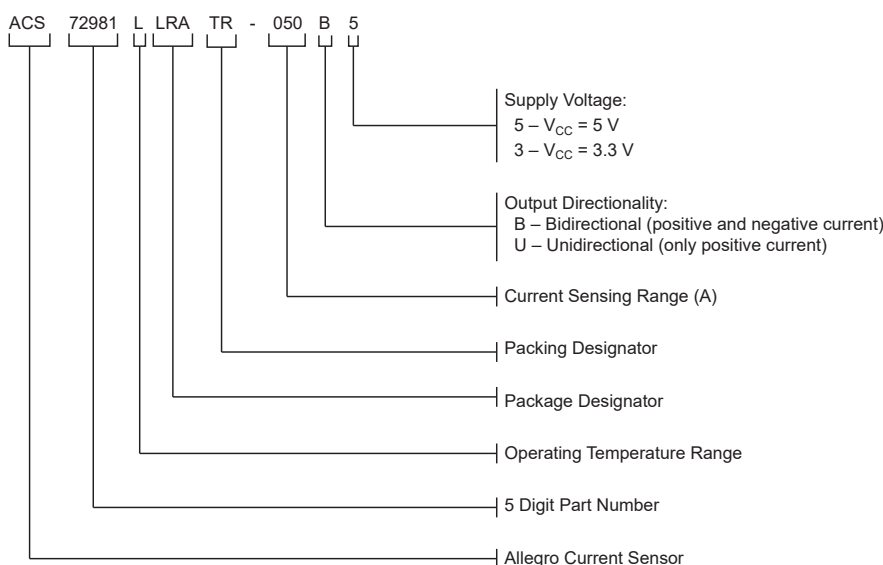 ACS 72981 L LRA TR - 050 B 5
Supply Voltage:
5 – VCC = 5 V
3 – VCC = 3.3 V
Output Directionality:
B – Bidirectional (positive and negative current)
U – Unidirectional (only positive current)
Current Sensing Range (A)
Packing Designator
Package Designator
Operating Temperature Range
5 Digit Part Number
Allegro Current Sensor